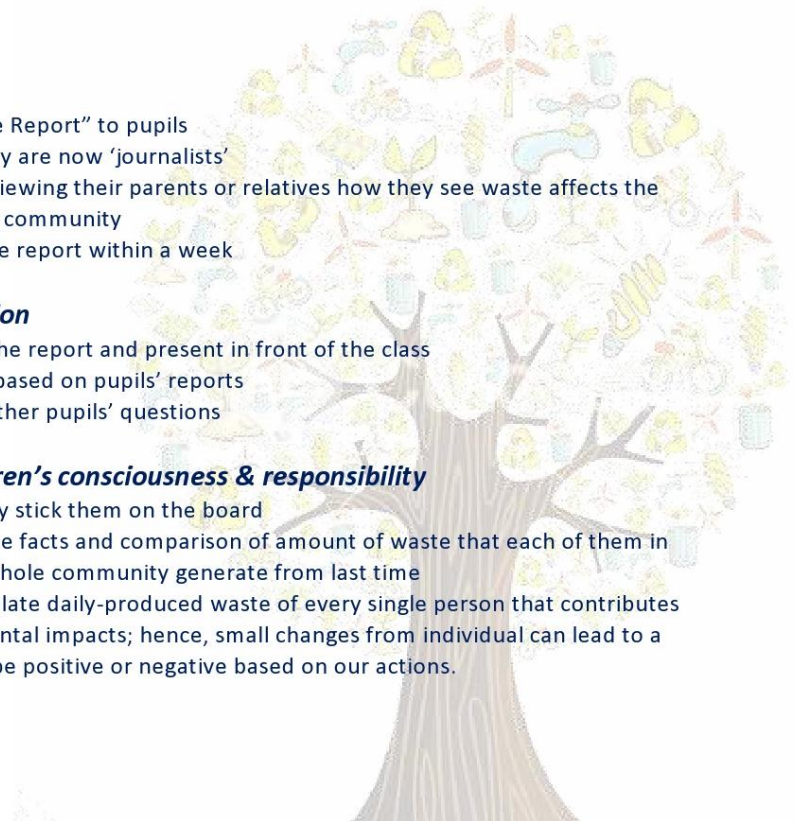 e Report” to pupils
y are now ‘journalists’
iewing their parents or relatives how they see waste affects the
community
e report within a week
on
he report and present in front of the class
based on pupils’ reports
ther pupils’ questions
ren’s consciousness & responsibility
y stick them on the board
e facts and comparison of amount of waste that each of them in
hole community generate from last time
late daily-produced waste of every single person that contributes
ntal impacts; hence, small changes from individual can lead to a
be positive or negative based on our actions.